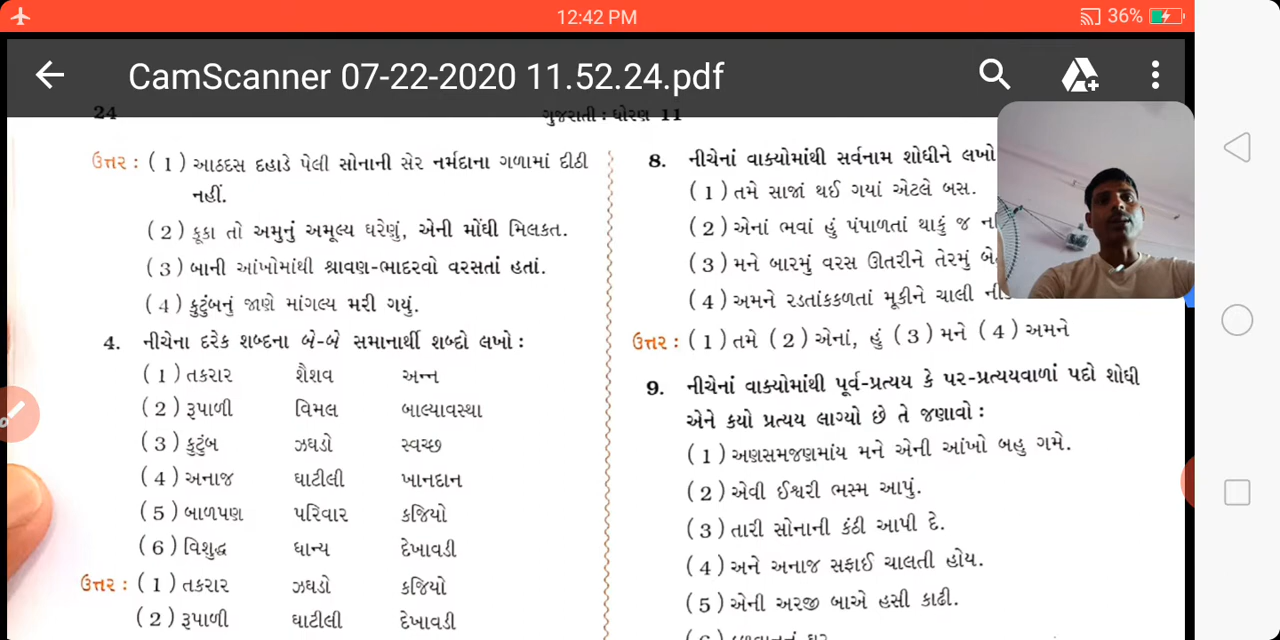 12:42 PM
36%
CamScanner 07-22-2020 11.52.24.pdf
24
ગુજરાતી : ધોરણ 11
ઉત્તર : ( 1 ) આઠદસ દહાડે પેલી સોનાની સેર નર્મદાના ગળામાં દીઠી
નહીં.
( 2 ) કૂકા તો અમુનું અમૂલ્ય ઘરેણું, એની મોંઘી મિલકત.
( 3 ) બાની આંખોમાંથી શ્રાવણ-ભાદરવો વરસતાં હતાં.
( 4 ) કુટુંબનું જાણે માંગલ્ય મરી ગયું.
4. નીચેના દરેક શબ્દના બે-બે સમાનાર્થી શબ્દો લખો :
( 1 ) તકરાર શૈશવ અન્ન
( 2 ) રૂપાળી વિમલ બાલ્યાવસ્થા
( 3 ) કુટુંબ ઝઘડો સ્વચ્છ
( 4 ) અનાજ ઘાટીલી ખાનદાન
( 5 ) બાળપણ પરિવાર કજિયો
( 6 ) વિશુદ્ધ ધાન્ય દેખાવડી
ઉત્તર : ( 1 ) તકરાર ઝઘડો કજિયો
( 2 ) રૂપાળી ઘાટીલી દેખાવડી
8. નીચેનાં વાક્યોમાંથી સર્વનામ શોધીને લખો
( 1 ) તમે સાજાં થઈ ગયાં એટલે બસ.
( 2 ) એનાં ભવાં હું પંપાળતાં થાકું જ
( 3 ) મને બારમું વરસ ઊતરીને તેરમું
( 4 ) અમને રડતાંકકળતાં મૂકીને ચાલી
ઉત્તર : ( 1 ) તમે ( 2 ) એનાં, હું ( 3 ) મને ( 4 ) અમને
9. નીચેનાં વાક્યોમાંથી પૂર્વ-પ્રત્યય કે પર-પ્રત્યયવાળાં પદો શોધી
એને કયો પ્રત્યય લાગ્યો છે તે જણાવો :
( 1 ) અણસમજણમાંય મને એની આંખો બહુ ગમે.
( 2 ) એવી ઈશ્વરી ભસ્મ આપું.
( 3 ) તારી સોનાની કંઠી આપી દે.
( 4 ) અને અનાજ સફાઈ ચાલતી હોય.
( 5 ) એની અરજી બાએ હસી કાઢી.